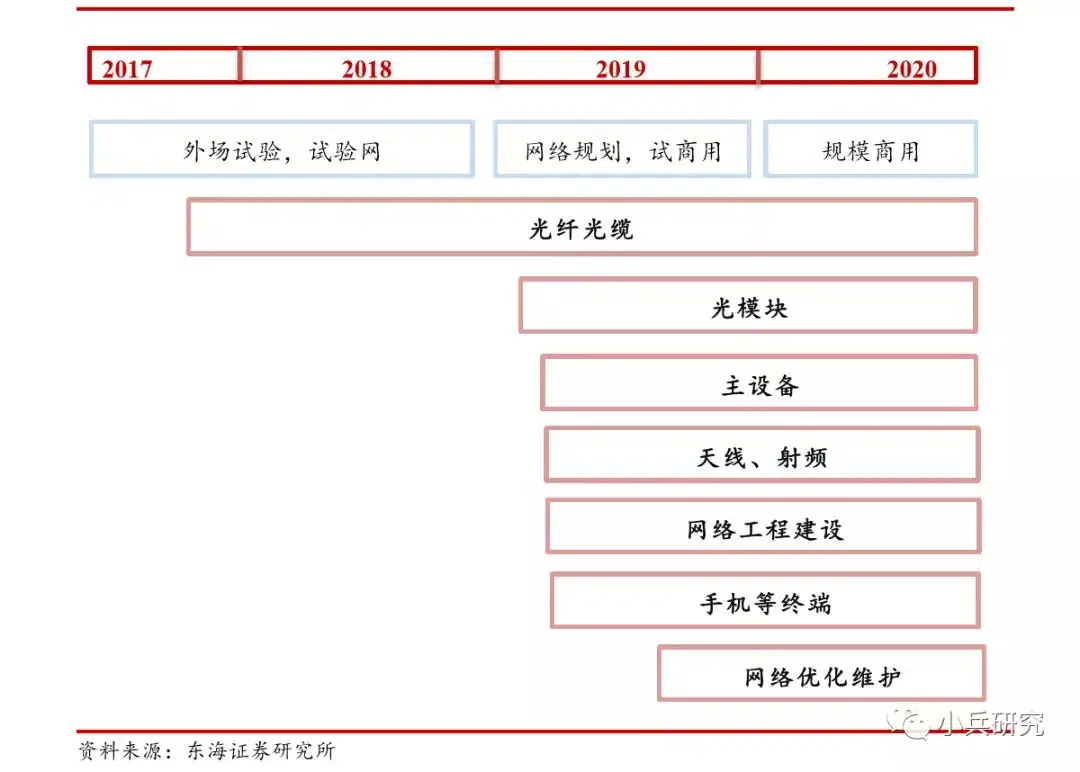 2017 2018 2019 2020
外场试验，试验网 网络规划，试商用 规模商用
光纤光缆
光模块
主设备
天线、射频
网络工程建设
手机等终端
网络优化维护
小兵研究
资料来源：东海证券研究所